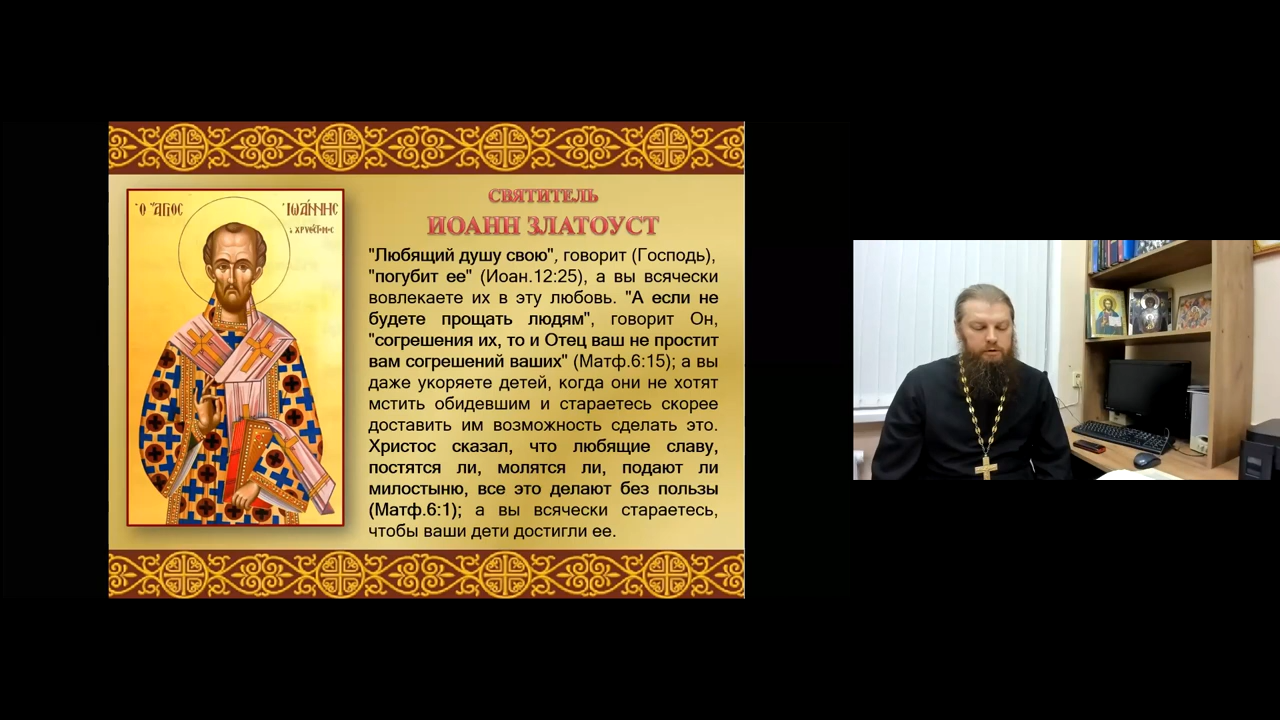 Ὁ ἍΓΙΟΣ ἸΩΆΝΝΗΣ
СВЯТИТЕЛЬ
ИОАНН ЗЛАТОУСТ
"Любящий душу свою", говорит (Господь),
"погубит ее" (Иоан.12:25), а вы всячески
вовлекаете их в эту любовь. "А если не
будете прощать людям", говорит Он,
"согрешения их, то и Отец ваш не простит
вам согрешений ваших" (Матф.6:15); а вы
даже укоряете детей, когда они не хотят
мстить обидевшим и стараетесь скорее
доставить им возможность сделать это.
Христос сказал, что любящие славу,
постятся ли, молятся ли, подают ли
милостыню, все это делают без пользы
(Матф.6:1); а вы всячески стараетесь,
чтобы ваши дети достигли ее.